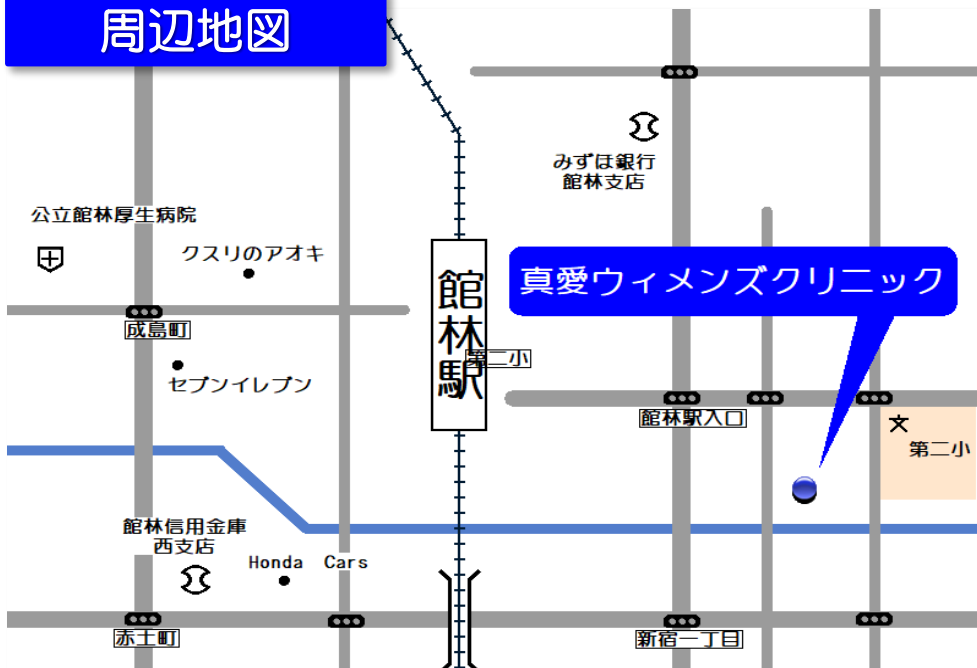 周辺地図
みずほ銀行
館林支店
公立館林厚生病院
クスリのアオキ
真愛ウィメンズクリニック
館林駅
成島町
第二小
セブンイレブン
館林駅入口
第二小
館林信用金庫
西支店
Honda Cars
赤土町
新宿一丁目